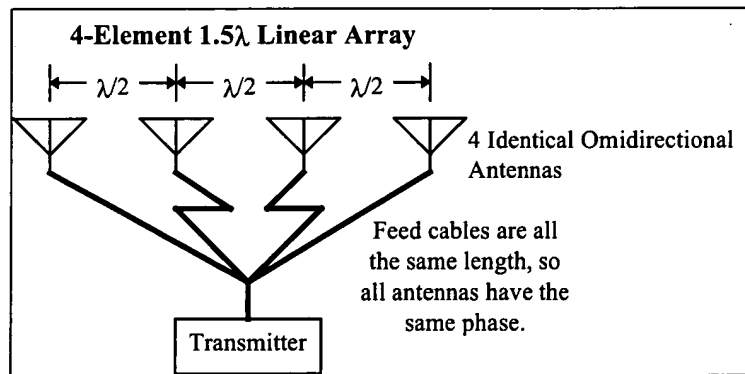 4-Element 1.5λ Linear Array
λ/2 λ/2 λ/2
4 Identical Omidirectional
Antennas
Feed cables are all
the same length, so
all antennas have the
same phase.
Transmitter